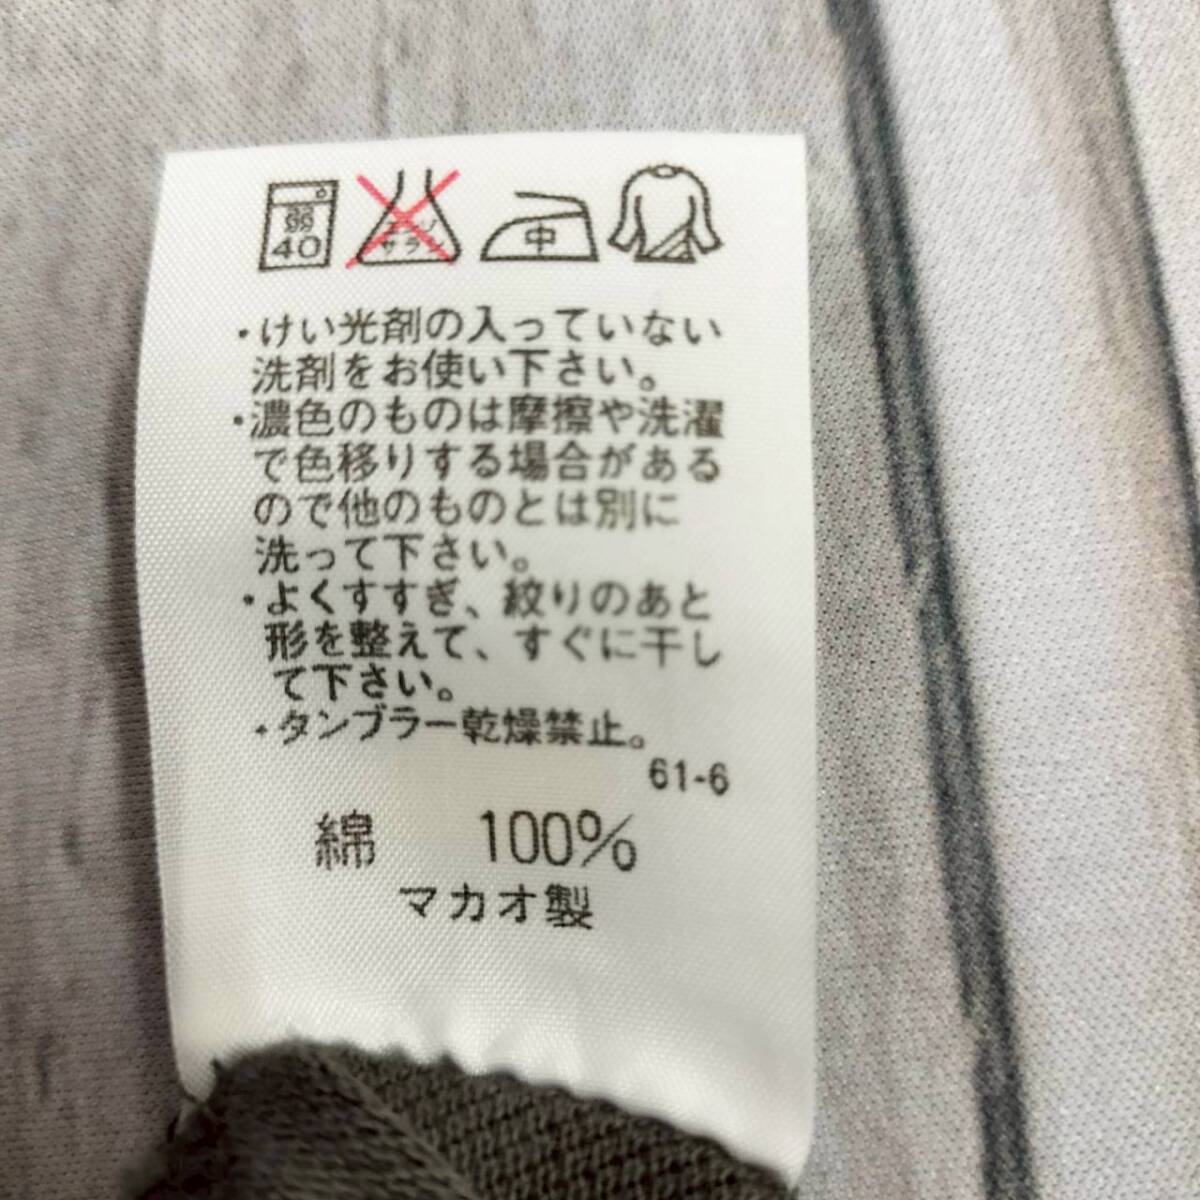 弱
40
エンソ
サラシ
中
・けい光剤の入っていない
洗剤をお使い下さい。
・濃色のものは摩擦や洗濯
で色移りする場合がある
ので他のものとは別に
洗って下さい。
・よくすすぎ、絞りのあと
形を整えて、すぐに干し
て下さい。
・タンブラー乾燥禁止。
61-6
綿 100%
マカオ製